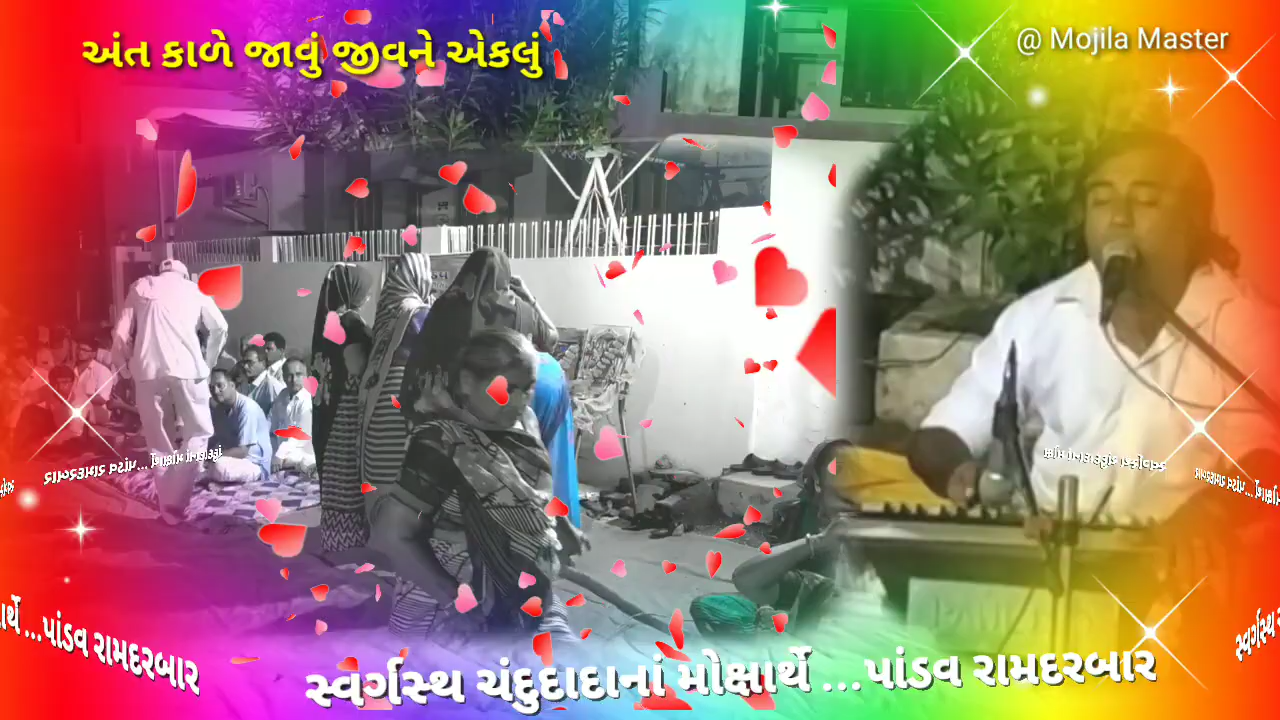 અંત કાળે જાવું જીવને એકલું
@ Mojila Master
સ્વર્ગસ્થ ચંદુદાદાનાં મોક્ષાર્થે ...પાંડવ રામદરબાર
ર્થે ...પાંડવ રામદરબાર